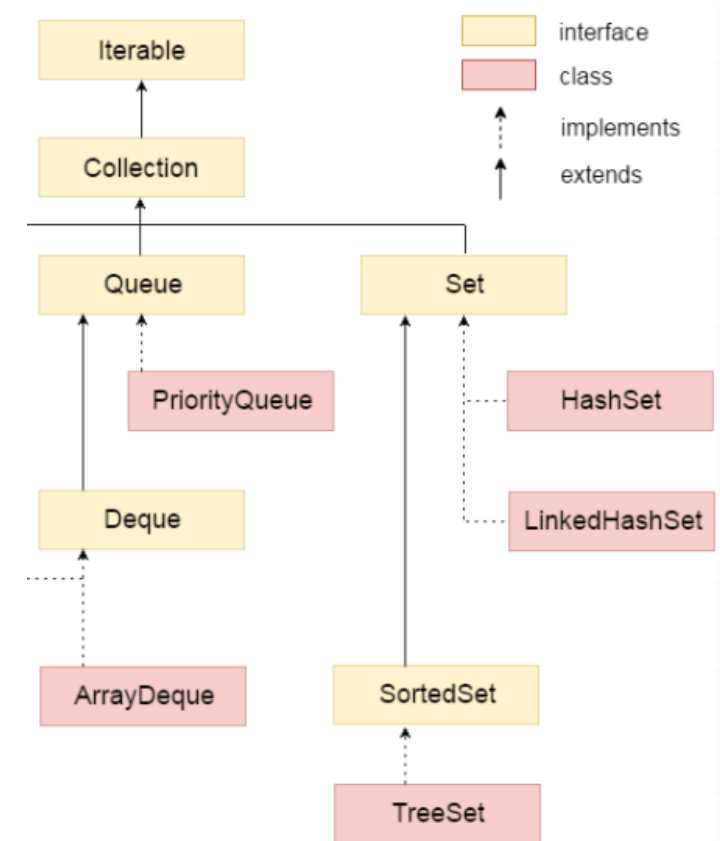 Iterable
interface
class
implements
extends
Collection
Queue
Set
PriorityQueue
HashSet
Deque
LinkedHashSet
ArrayDeque
SortedSet
TreeSet